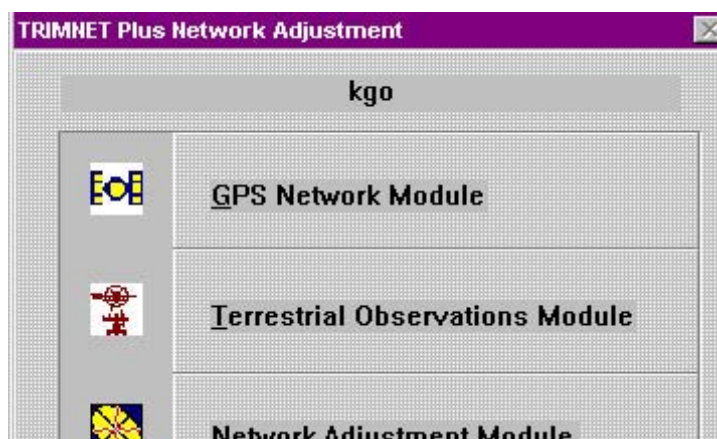 TRIMNET Plus Network Adjustment
kgo
GPS Network Module
Terrestrial Observations Module
Network Adjustment Module